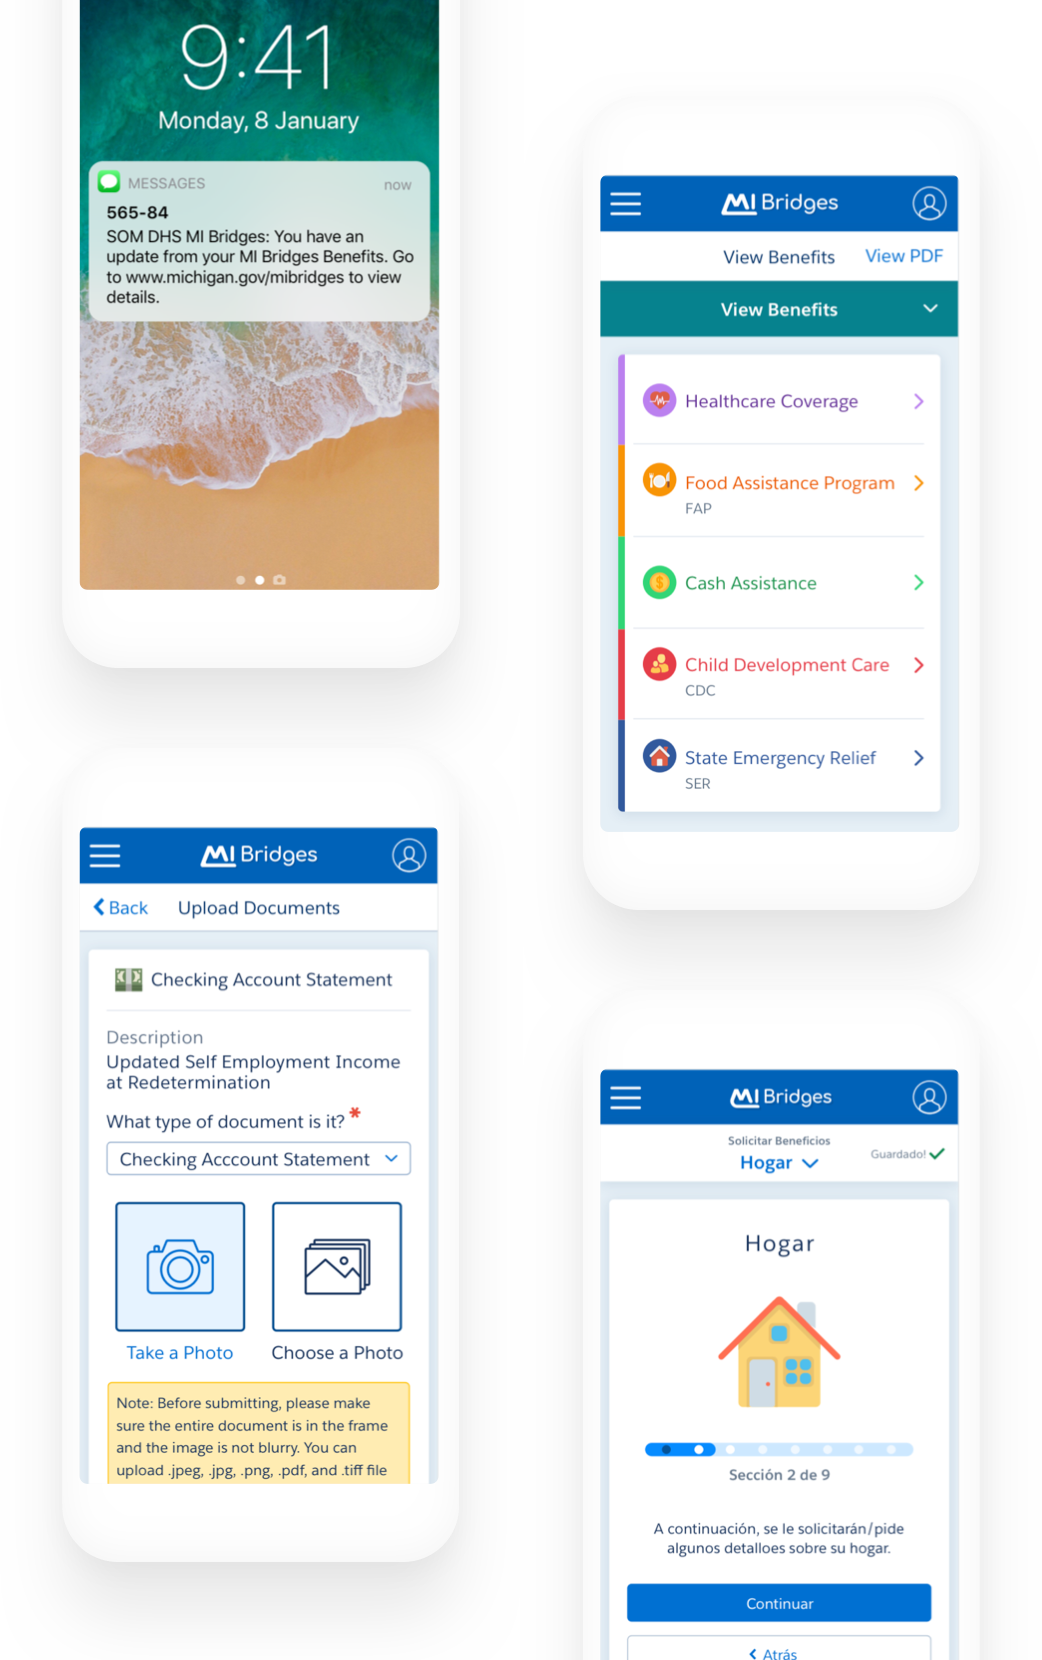 9:41
Monday, 8 January
MESSAGES now
565-84
SOM DHS MI Bridges: You have an
update from your MI Bridges Benefits. Go
to www.michigan.gov/mibridges to view
details.
MI Bridges
View Benefits View PDF
View Benefits
Healthcare Coverage
Food Assistance Program
FAP
Cash Assistance
Child Development Care
CDC
State Emergency Relief
SER
MI Bridges
Back Upload Documents
Checking Account Statement
Description
Updated Self Employment Income
at Redetermination
What type of document is it? *
Checking Acccount Statement
Take a Photo Choose a Photo
Note: Before submitting, please make
sure the entire document is in the frame
and the image is not blurry. You can
upload .jpeg, .jpg, .png, .pdf, and .tiff file
MI Bridges
Solicitar Beneficios
Hogar Guardado!
Hogar
Sección 2 de 9
A continuación, se le solicitarán/pide
algunos detalloes sobre su hogar.
Continuar
Atrás